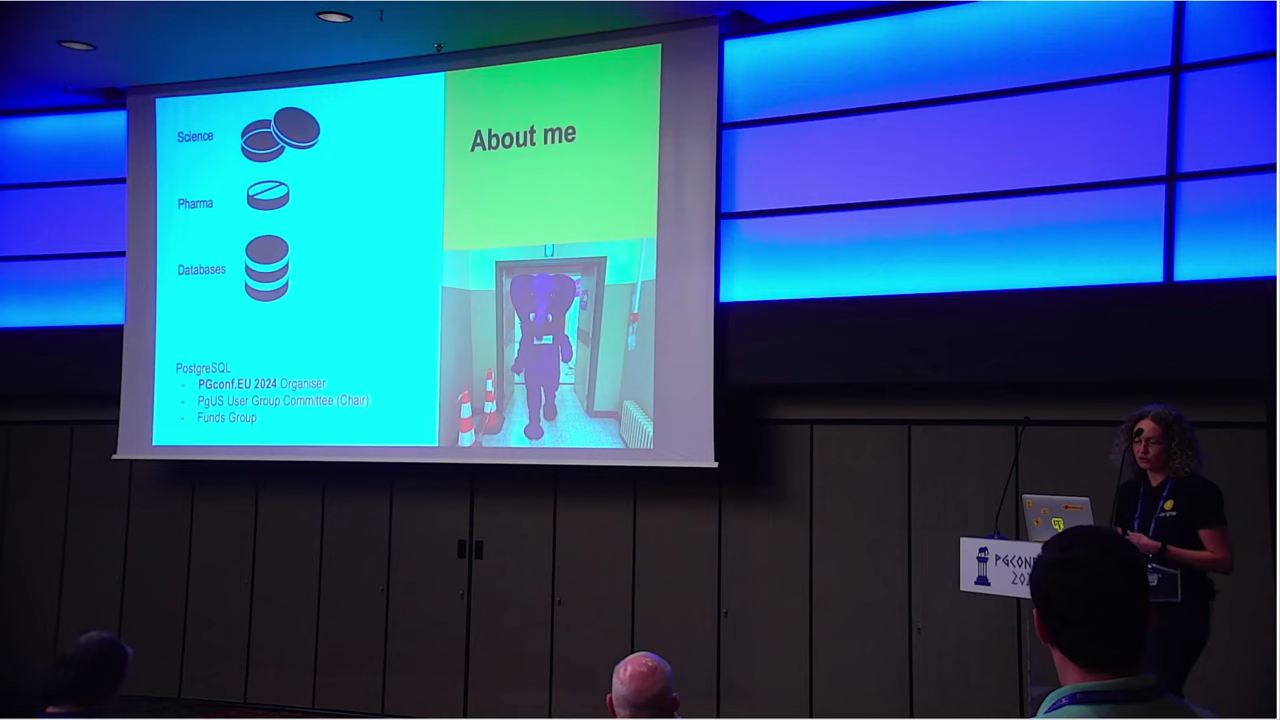 Science
Pharma
Databases
PostgreSQL
- PGconf.EU 2024 Organiser
- PgUS User Group Committee (Chair)
- Funds Group
About me